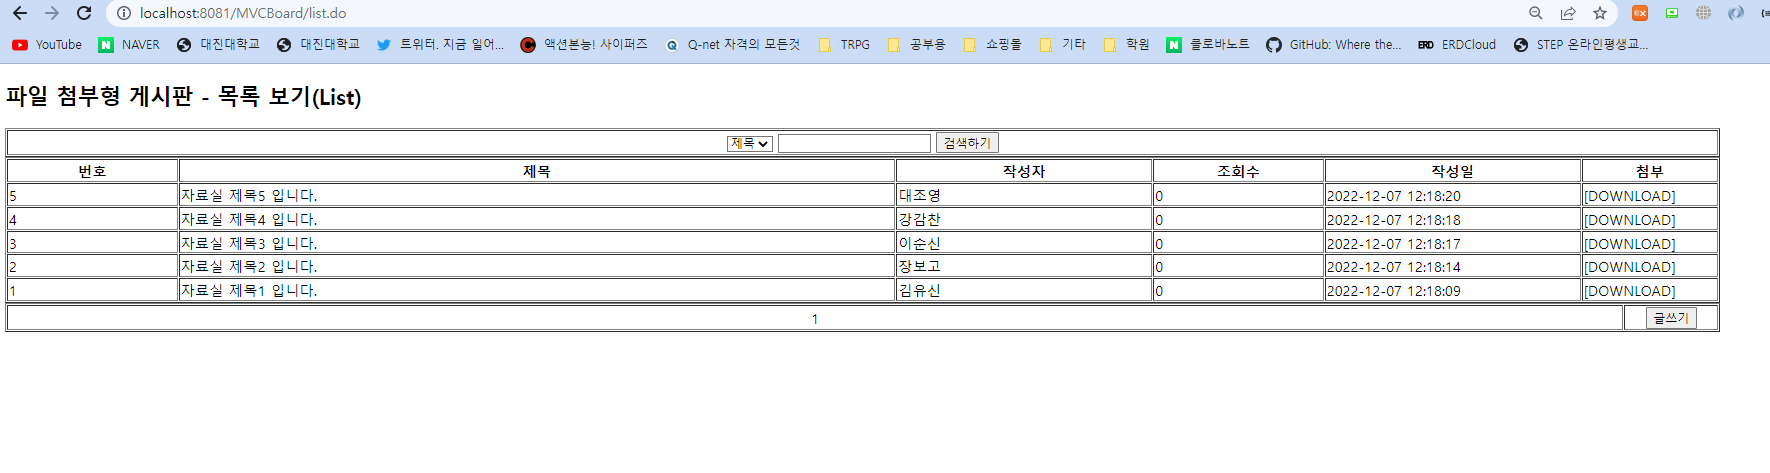 localhost:8081/MVCBoard/list.do
YouTube NAVER 대진대학교 대진대학교 트위터. 지금 일어... 액션본능! 사이퍼즈 Q-net 자격의 모든것 TRPG 공부용 쇼핑몰 기타 학원 클로바노트 GitHub: Where the... ERD ERDCloud STEP 온라인평생교...
파일 첨부형 게시판 - 목록 보기(List)
제목 검색하기
번호 제목 작성자 조회수 작성일 첨부
5 자료실 제목5 입니다. 대조영 0 2022-12-07 12:18:20 [DOWNLOAD]
4 자료실 제목4 입니다. 강감찬 0 2022-12-07 12:18:18 [DOWNLOAD]
3 자료실 제목3 입니다. 이순신 0 2022-12-07 12:18:17 [DOWNLOAD]
2 자료실 제목2 입니다. 장보고 0 2022-12-07 12:18:14 [DOWNLOAD]
1 자료실 제목1 입니다. 김유신 0 2022-12-07 12:18:09 [DOWNLOAD]
1 글쓰기